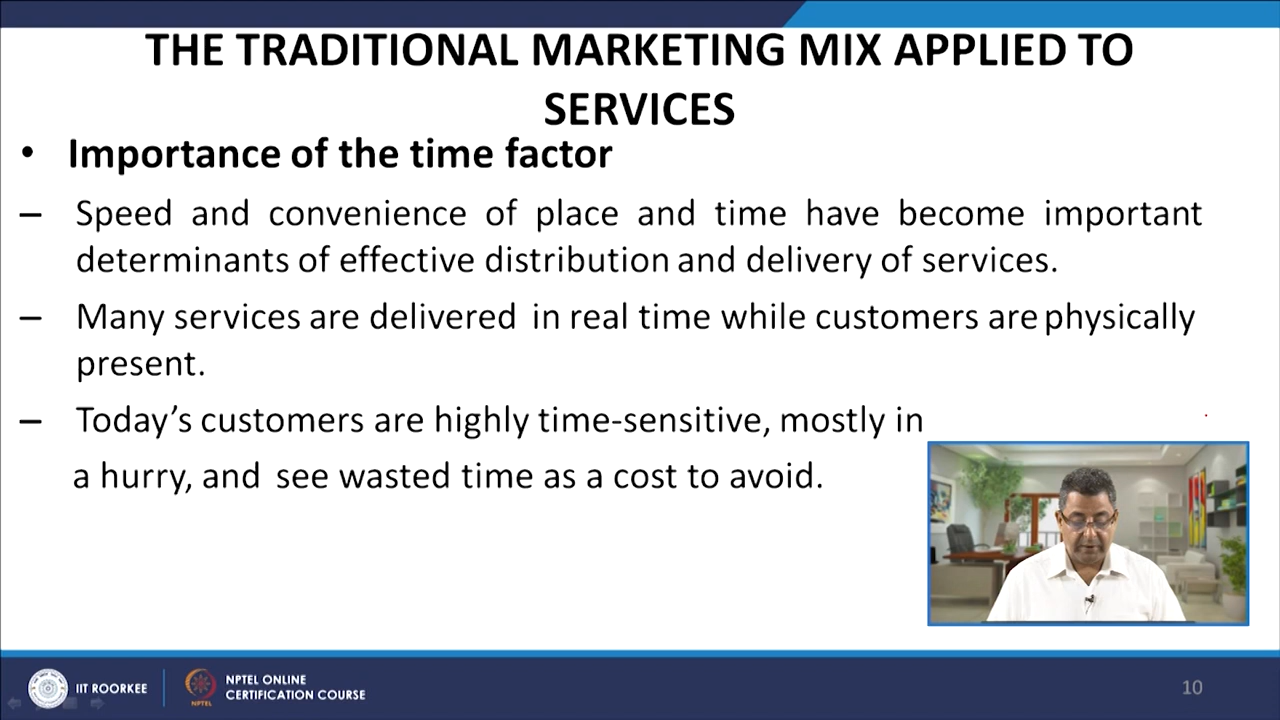 THE TRADITIONAL MARKETING MIX APPLIED TO
SERVICES
• Importance of the time factor
– Speed and convenience of place and time have become important
determinants of effective distribution and delivery of services.
– Many services are delivered in real time while customers are physically
present.
– Today’s customers are highly time-sensitive, mostly in
a hurry, and see wasted time as a cost to avoid.
IIT ROORKEE
NPTEL
NPTEL ONLINE
CERTIFICATION COURSE
10